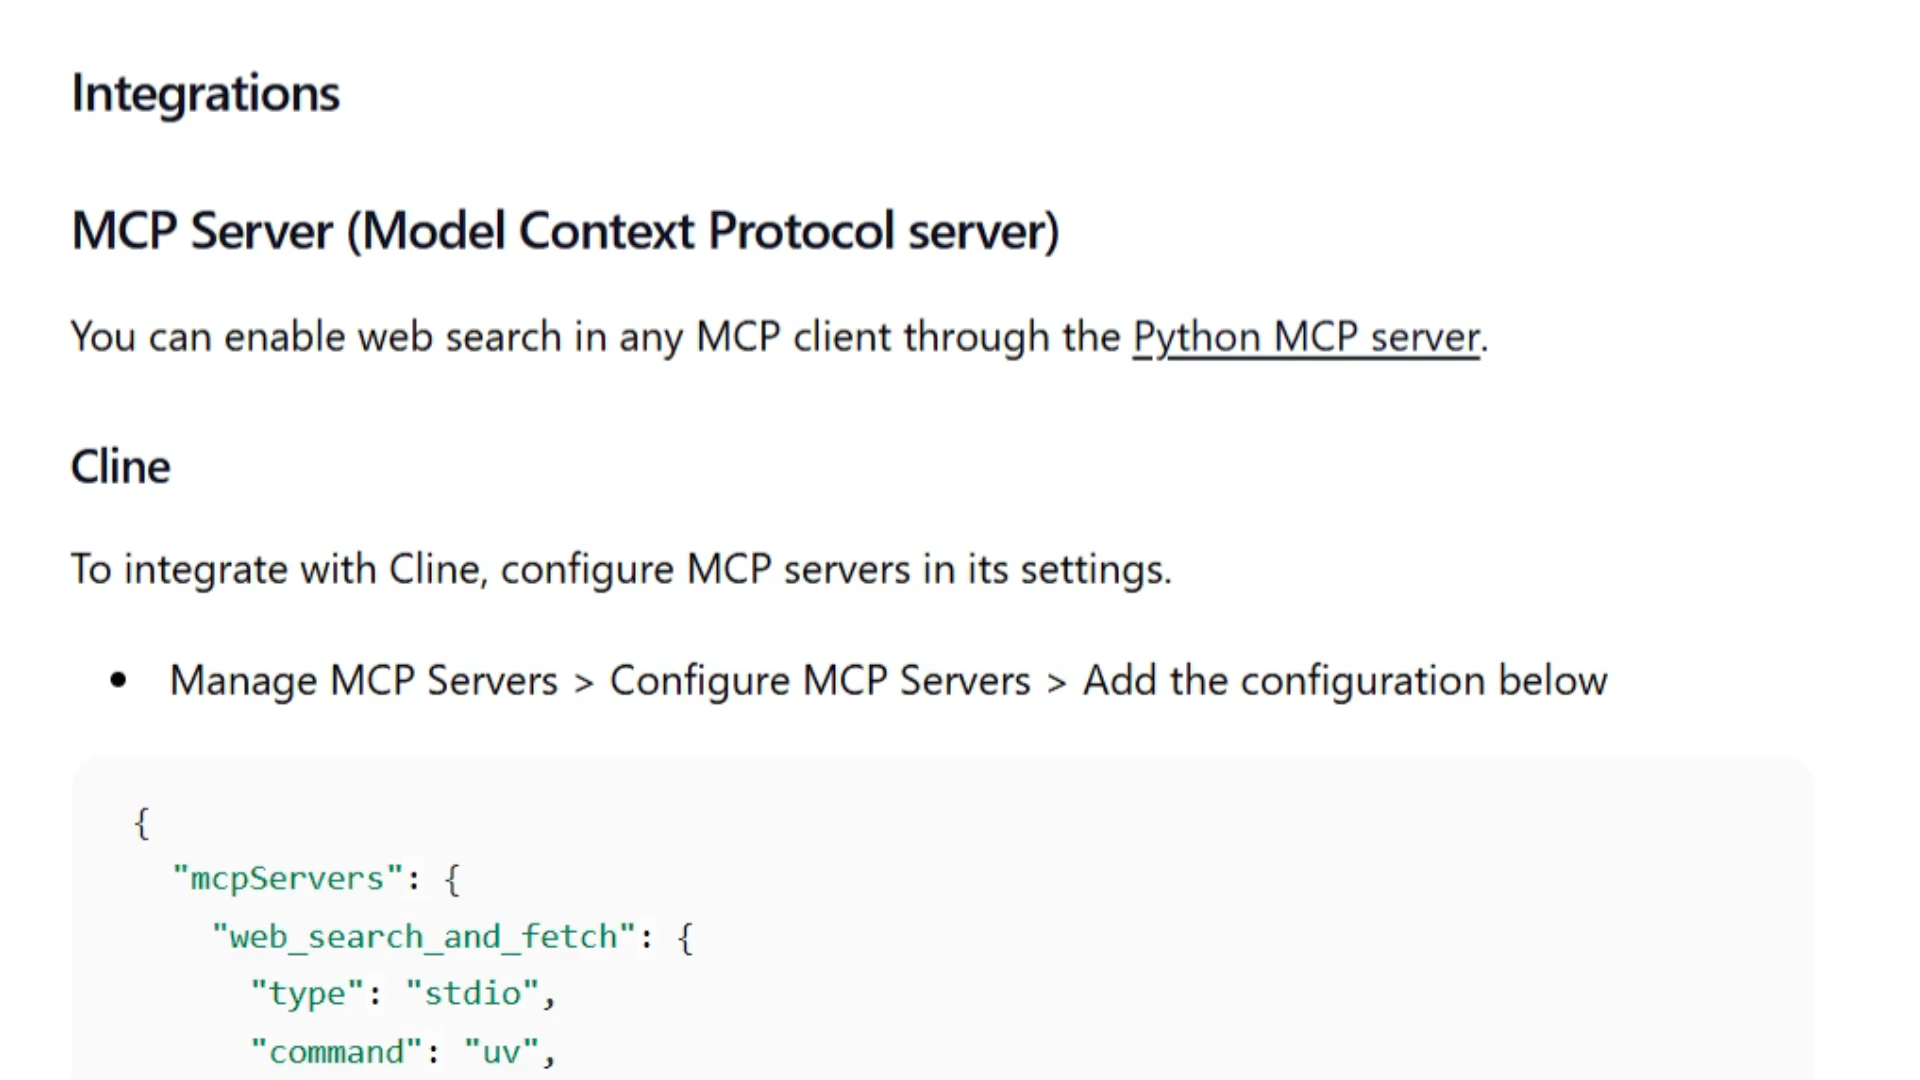 Integrations
MCP Server (Model Context Protocol server)
You can enable web search in any MCP client through the Python MCP server.
Cline
To integrate with Cline, configure MCP servers in its settings.
• Manage MCP Servers > Configure MCP Servers > Add the configuration below
{
  "mcpServers": {
    "web_search_and_fetch": {
      "type": "stdio",
      "command": "uv",